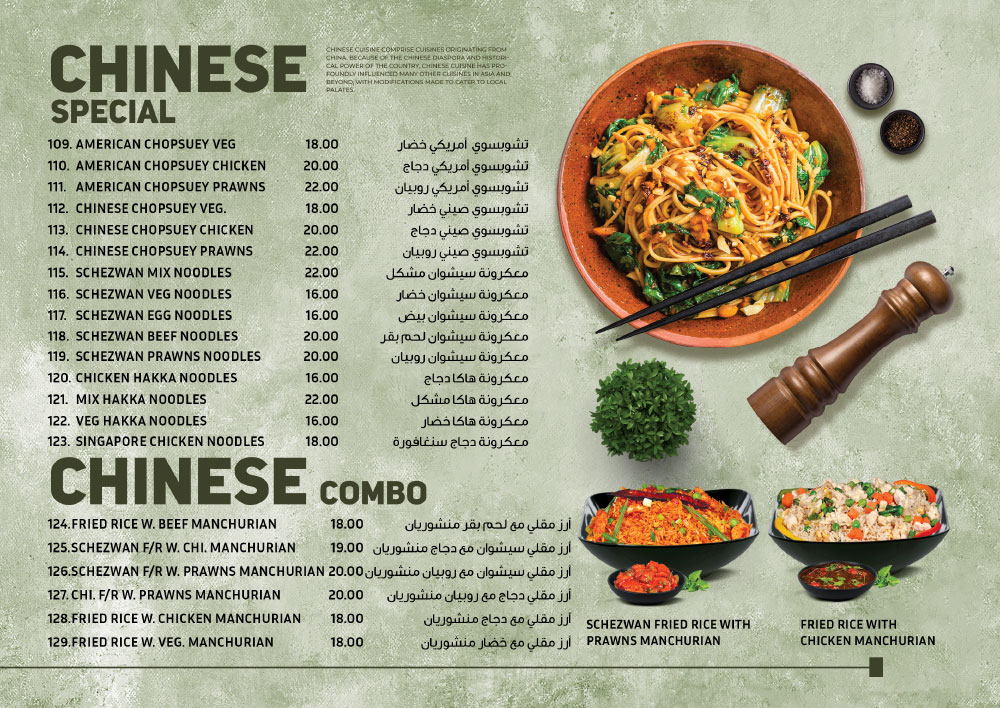 CHINESE
SPECIAL
CHINESE CUISINE COMPRISE CUISINES ORIGINATING FROM
CHINA. BECAUSE OF THE CHINESE DIASPORA AND HISTORI-
CAL POWER OF THE COUNTRY, CHINESE CUISINE HAS PRO-
FOUNDLY INFLUENCED MANY OTHER CUISINES IN ASIA AND
BEYOND, WITH MODIFICATIONS MADE TO CATER TO LOCAL
PALATES.
109. AMERICAN CHOPSUEY VEG 18.00 تشوبسوي أمريكي خضار
110. AMERICAN CHOPSUEY CHICKEN 20.00 تشوبسوي أمريكي دجاج
111. AMERICAN CHOPSUEY PRAWNS 22.00 تشوبسوي أمريكي روبيان
112. CHINESE CHOPSUEY VEG. 18.00 تشوبسوي صيني خضار
113. CHINESE CHOPSUEY CHICKEN 20.00 تشوبسوي صيني دجاج
114. CHINESE CHOPSUEY PRAWNS 22.00 تشوبسوي صيني روبيان
115. SCHEZWAN MIX NOODLES 22.00 معكرونة سيشوان مشكل
116. SCHEZWAN VEG NOODLES 16.00 معكرونة سيشوان خضار
117. SCHEZWAN EGG NOODLES 16.00 معكرونة سيشوان بيض
118. SCHEZWAN BEEF NOODLES 20.00 معكرونة سيشوان لحم بقر
119. SCHEZWAN PRAWNS NOODLES 20.00 معكرونة سيشوان روبيان
120. CHICKEN HAKKA NOODLES 16.00 معكرونة هاكا دجاج
121. MIX HAKKA NOODLES 22.00 معكرونة هاكا مشكل
122. VEG HAKKA NOODLES 16.00 معكرونة هاكا خضار
123. SINGAPORE CHICKEN NOODLES 18.00 معكرونة دجاج سنغافورة
CHINESE COMBO
124.FRIED RICE W. BEEF MANCHURIAN 18.00 أرز مقلي مع لحم بقر منشوريان
125.SCHEZWAN F/R W. CHI. MANCHURIAN 19.00 أرز مقلي سيشوان مع دجاج منشوريان
126.SCHEZWAN F/R W. PRAWNS MANCHURIAN 20.00 أرز مقلي سيشوان مع روبيان منشوريان
127. CHI. F/R W. PRAWNS MANCHURIAN 20.00 أرز مقلي دجاج مع روبيان منشوريان
128.FRIED RICE W. CHICKEN MANCHURIAN 18.00 أرز مقلي مع دجاج منشوريان
129.FRIED RICE W. VEG. MANCHURIAN 18.00 أرز مقلي مع خضار منشوريان
SCHEZWAN FRIED RICE WITH
PRAWNS MANCHURIAN
FRIED RICE WITH
CHICKEN MANCHURIAN